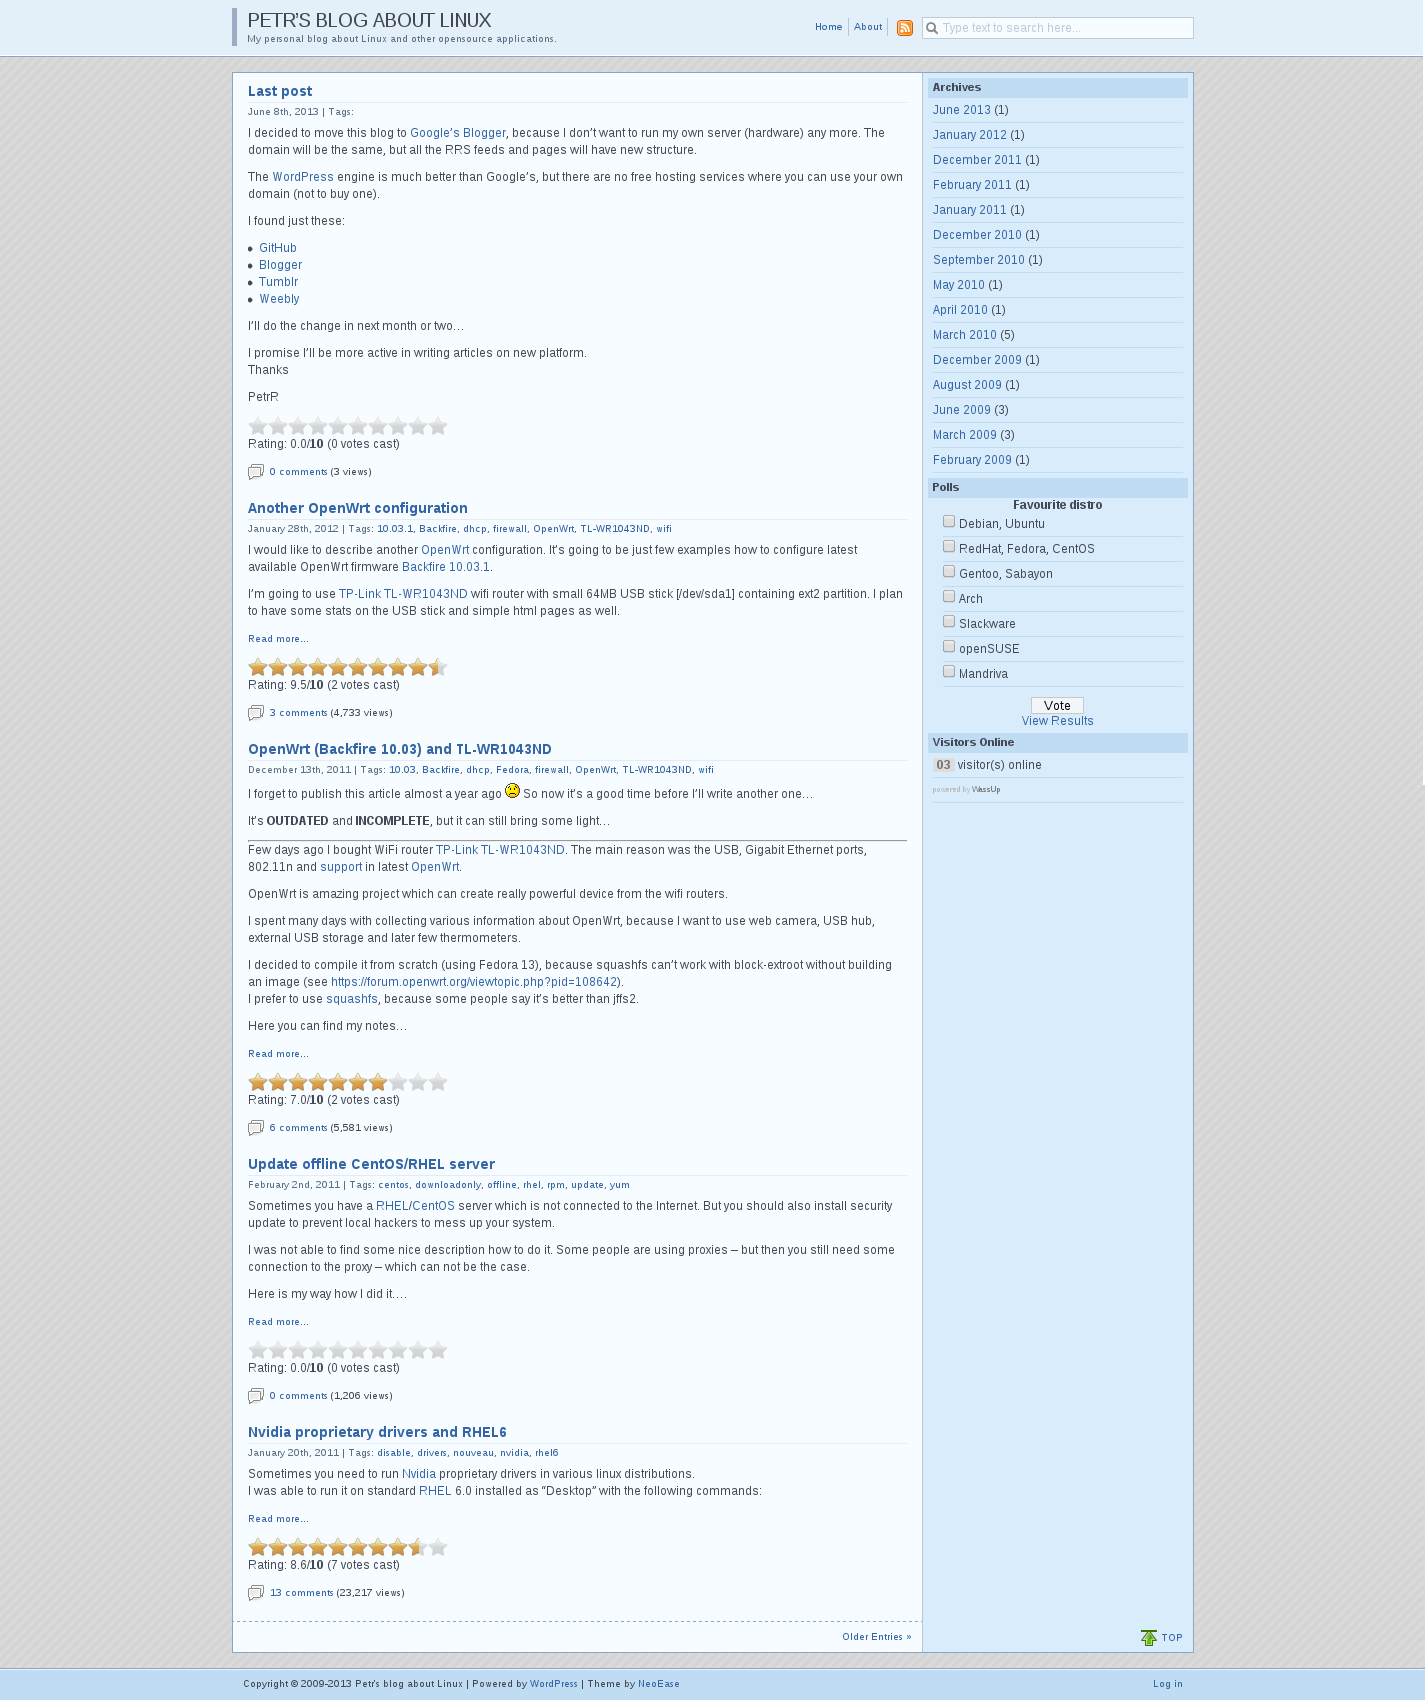 PETR'S BLOG ABOUT LINUX
My personal blog about Linux and other opensource applications.
Home
About
Type text to search here...
Last post
June 8th, 2013 | Tags:
I decided to move this blog to Google's Blogger, because I don't want to run my own server (hardware) any more. The
domain will be the same, but all the RRS feeds and pages will have new structure.
The WordPress engine is much better than Google's, but there are no free hosting services where you can use your own
domain (not to buy one).
I found just these:
GitHub
Blogger
Tumblr
Weebly
I'll do the change in next month or two…
I promise I'll be more active in writing articles on new platform.
Thanks
PetrR
Rating: 0.0/10 (0 votes cast)
0 comments (3 views)
Another OpenWrt configuration
January 28th, 2012 | Tags: 10.03.1, Backfire, dhcp, firewall, OpenWrt, TL-WR1043ND, wifi
I would like to describe another OpenWrt configuration. It's going to be just few examples how to configure latest
available OpenWrt firmware Backfire 10.03.1.
I'm going to use TP-Link TL-WR1043ND wifi router with small 64MB USB stick [/dev/sda1] containing ext2 partition. I plan
to have some stats on the USB stick and simple html pages as well.
Read more...
Rating: 9.5/10 (2 votes cast)
3 comments (4,733 views)
OpenWrt (Backfire 10.03) and TL-WR1043ND
December 13th, 2011 | Tags: 10.03, Backfire, dhcp, Fedora, firewall, OpenWrt, TL-WR1043ND, wifi
I forget to publish this article almost a year ago So now it's a good time before I'll write another one…
It's OUTDATED and INCOMPLETE, but it can still bring some light…
Few days ago I bought WiFi router TP-Link TL-WR1043ND. The main reason was the USB, Gigabit Ethernet ports,
802.11n and support in latest OpenWrt.
OpenWrt is amazing project which can create really powerful device from the wifi routers.
I spent many days with collecting various information about OpenWrt, because I want to use web camera, USB hub,
external USB storage and later few thermometers.
I decided to compile it from scratch (using Fedora 13), because squashfs can't work with block-extroot without building
an image (see https://forum.openwrt.org/viewtopic.php?pid=108642).
I prefer to use squashfs, because some people say it's better than jffs2.
Here you can find my notes…
Read more...
Rating: 7.0/10 (2 votes cast)
6 comments (5,581 views)
Update offline CentOS/RHEL server
February 2nd, 2011 | Tags: centos, downloadonly, offline, rhel, rpm, update, yum
Sometimes you have a RHEL/CentOS server which is not connected to the Internet. But you should also install security
update to prevent local hackers to mess up your system.
I was not able to find some nice description how to do it. Some people are using proxies – but then you still need some
connection to the proxy – which can not be the case.
Here is my way how I did it….
Read more...
Rating: 0.0/10 (0 votes cast)
0 comments (1,206 views)
Nvidia proprietary drivers and RHEL6
January 20th, 2011 | Tags: disable, drivers, nouveau, nvidia, rhel6
Sometimes you need to run Nvidia proprietary drivers in various linux distributions.
I was able to run it on standard RHEL 6.0 installed as “Desktop” with the following commands:
Read more...
Rating: 8.6/10 (7 votes cast)
13 comments (23,217 views)
Older Entries »
Archives
June 2013 (1)
January 2012 (1)
December 2011 (1)
February 2011 (1)
January 2011 (1)
December 2010 (1)
September 2010 (1)
May 2010 (1)
April 2010 (1)
March 2010 (5)
December 2009 (1)
August 2009 (1)
June 2009 (3)
March 2009 (3)
February 2009 (1)
Polls
Favourite distro
Debian, Ubuntu
RedHat, Fedora, CentOS
Gentoo, Sabayon
Arch
Slackware
openSUSE
Mandriva
Vote
View Results
Visitors Online
03 visitor(s) online
powered by WassUp
TOP
Copyright © 2009-2013 Petr's blog about Linux | Powered by WordPress | Theme by NeoEase
Log in